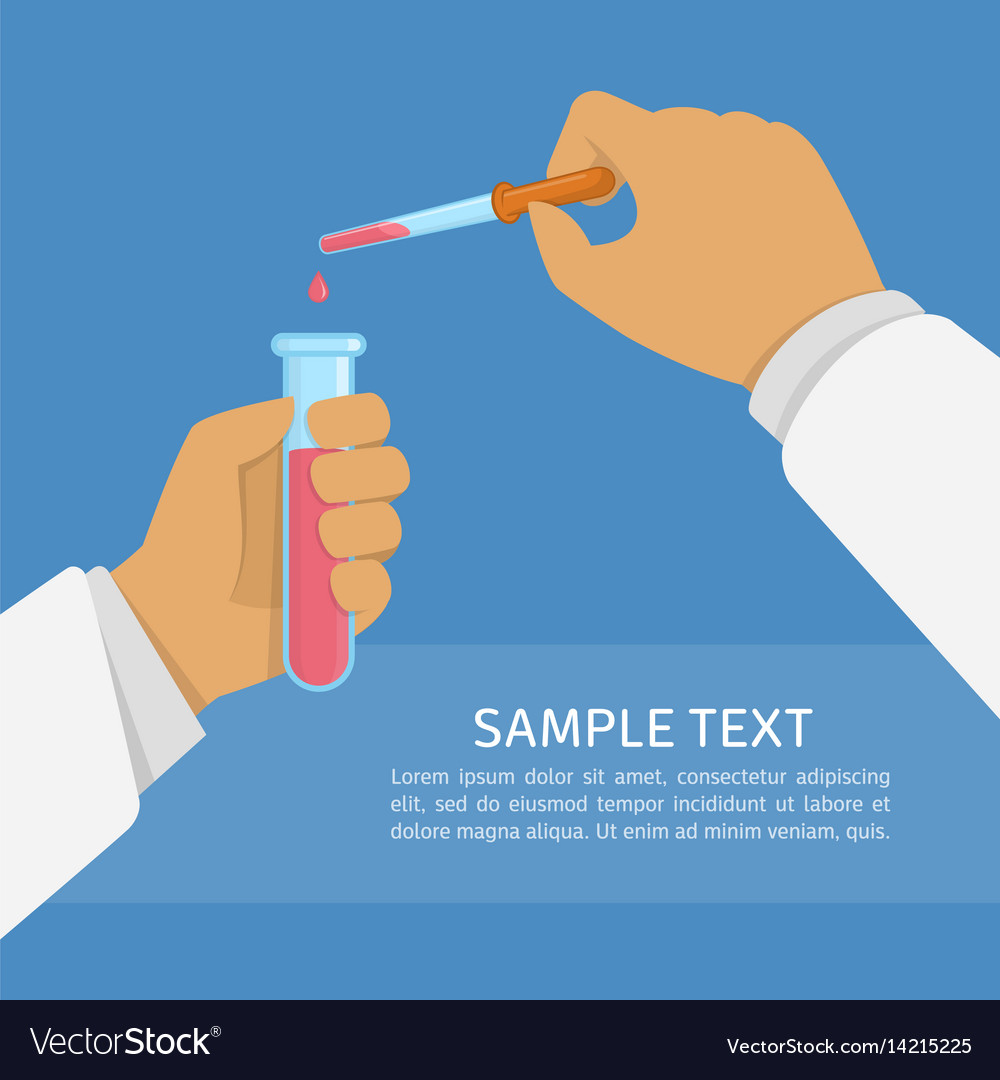 SAMPLE TEXT
Lorem ipsum dolor sit amet, consectetur adipiscing
elit, sed do eiusmod tempor incididunt ut labore et
dolore magna aliqua. Ut enim ad minim veniam, quis.
VectorStock®
VectorStock.com/14215225